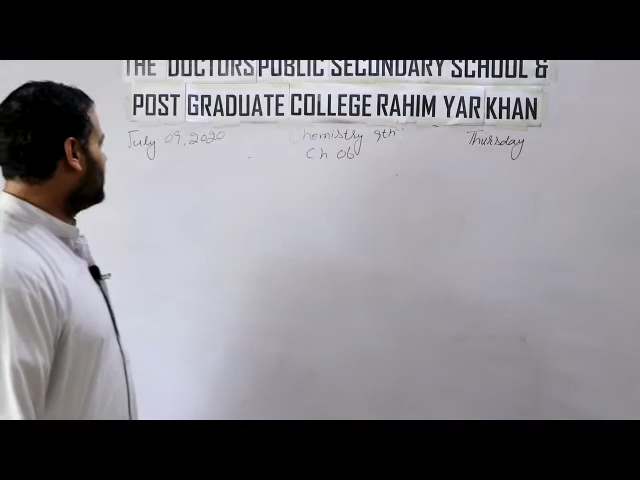 THE DOCTORS PUBLIC SECONDARY SCHOOL &
POST GRADUATE COLLEGE RAHIM YAR KHAN
July 09, 2020 Chemistry 9th Thursday
Ch 06